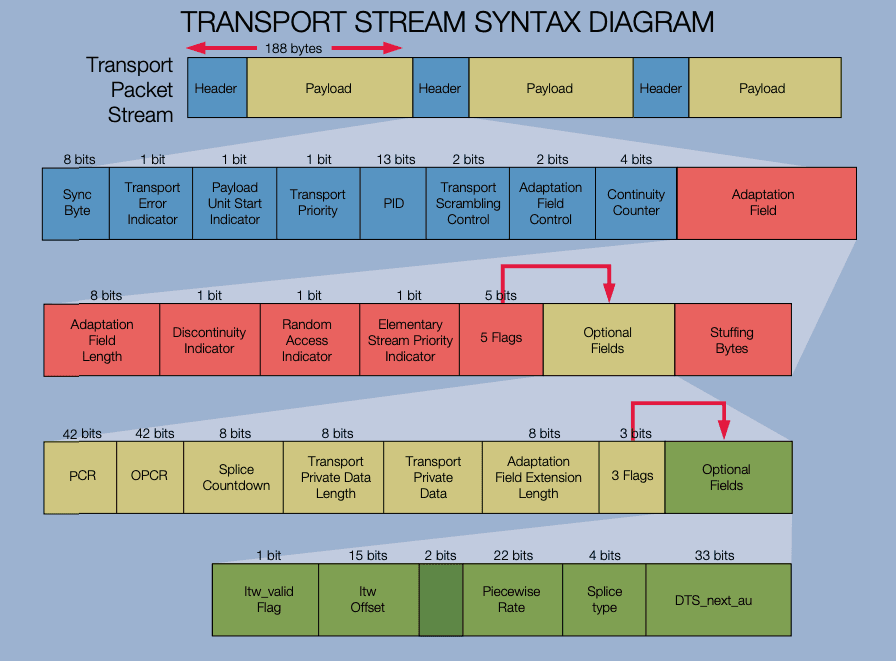 TRANSPORT STREAM SYNTAX DIAGRAM
188 bytes
Transport
Packet
Stream
Header
Payload
Header
Payload
Header
Payload
8 bits
1 bit
1 bit
1 bit
13 bits
2 bits
2 bits
4 bits
Sync
Byte
Transport
Error
Indicator
Payload
Unit Start
Indicator
Transport
Priority
PID
Transport
Scrambling
Control
Adaptation
Field
Control
Continuity
Counter
Adaptation
Field
8 bits
1 bit
1 bit
1 bit
5 bits
Adaptation
Field
Length
Discontinuity
Indicator
Random
Access
Indicator
Elementary
Stream Priority
Indicator
5 Flags
Optional
Fields
Stuffing
Bytes
42 bits
42 bits
8 bits
8 bits
8 bits
3 bits
PCR
OPCR
Splice
Countdown
Transport
Private Data
Length
Transport
Private
Data
Adaptation
Field Extension
Length
3 Flags
Optional
Fields
1 bit
15 bits
2 bits
22 bits
4 bits
33 bits
ltw_valid
Flag
ltw
Offset
Piecewise
Rate
Splice
type
DTS_next_au